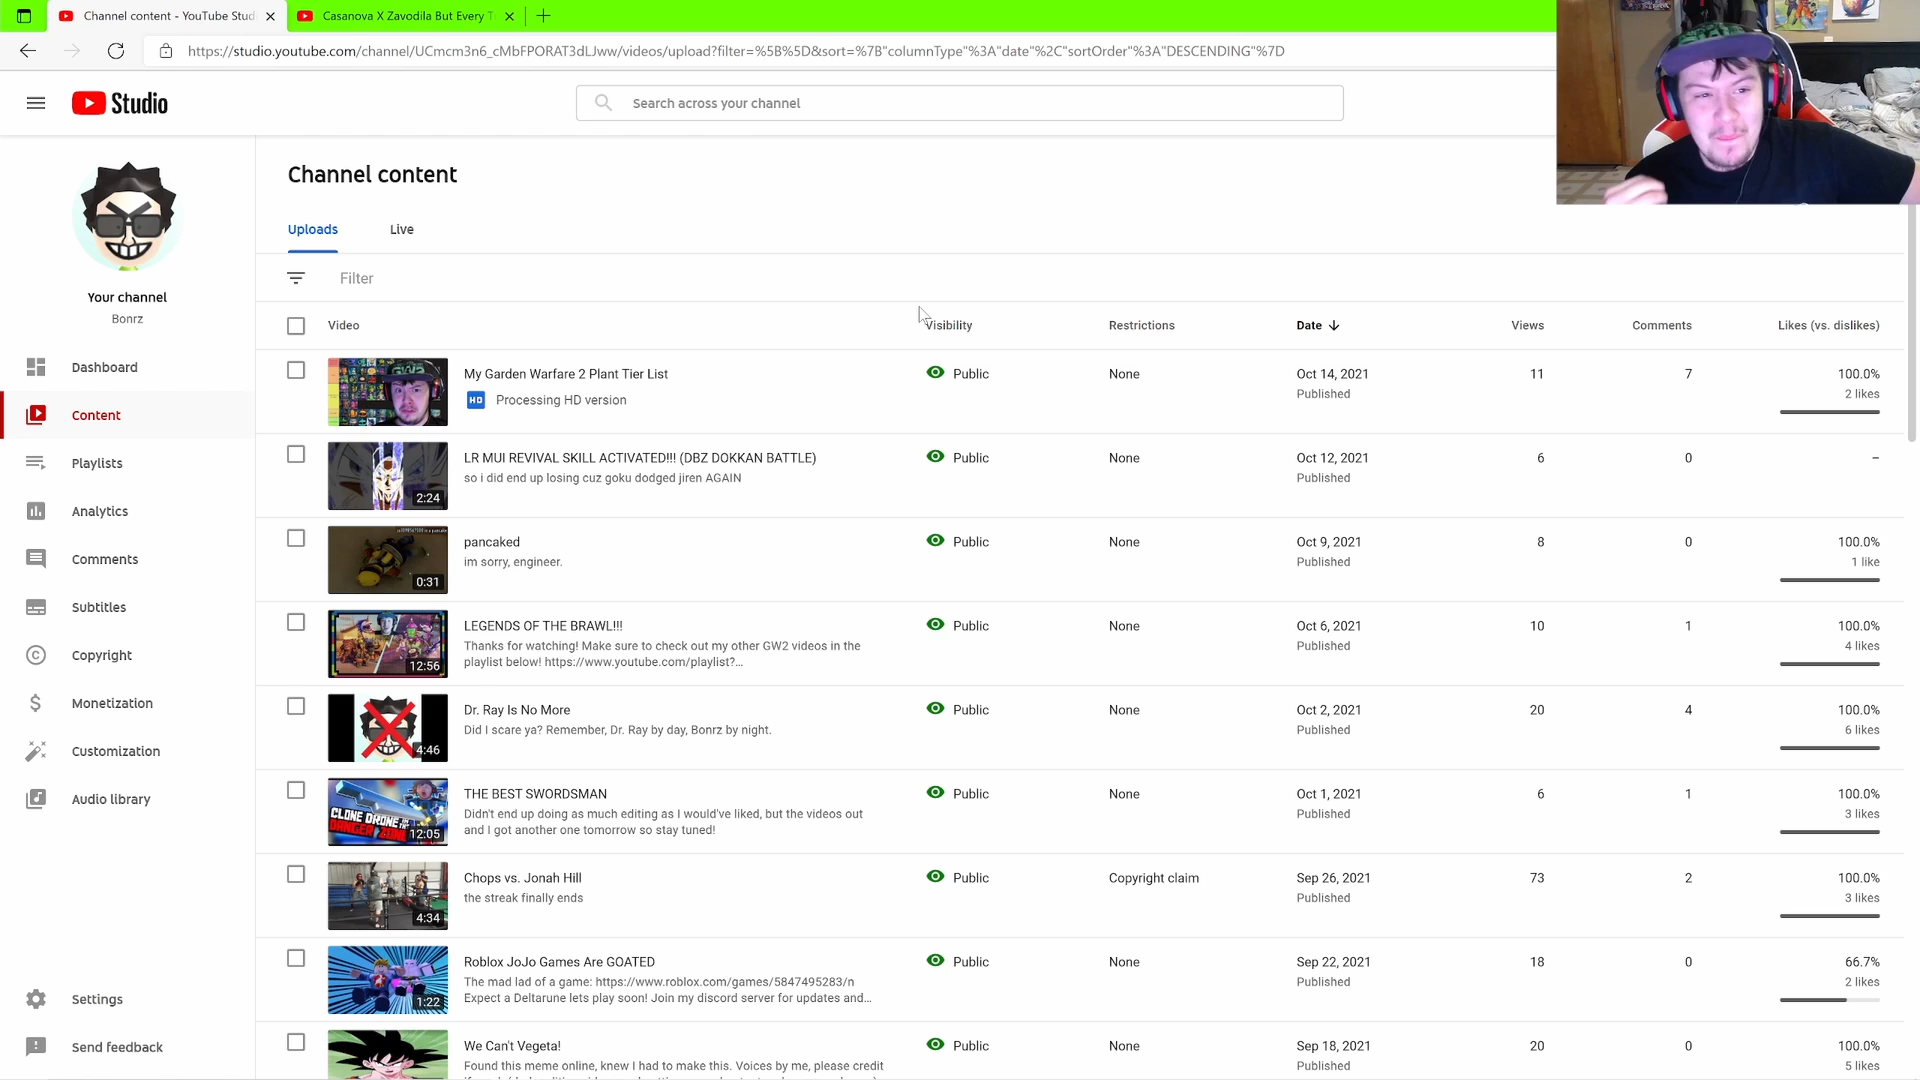 Channel content - YouTube Stud
Casanova X Zavodila But Every T
https://studio.youtube.com/channel/UCmcm3n6_cMbFPORAT3dLJww/videos/upload?filter=%5B%5D&sort=%7B"columnType"%3A"date"%2C"sortOrder"%3A"DESCENDING"%7D
Studio
Search across your channel
Channel content
Uploads Live
Filter
Your channel
Bonrz
Dashboard
Content
Playlists
Analytics
Comments
Subtitles
Copyright
Monetization
Customization
Audio library
Settings
Send feedback
Video Visibility Restrictions Date Views Comments Likes (vs. dislikes)
My Garden Warfare 2 Plant Tier List Public None Oct 14, 2021 11 7 100.0%
HD Processing HD version Published 2 likes
LR MUI REVIVAL SKILL ACTIVATED!!! (DBZ DOKKAN BATTLE) Public None Oct 12, 2021 6 0 –
so i did end up losing cuz goku dodged jiren AGAIN Published
2:24
pancaked Public None Oct 9, 2021 8 0 100.0%
im sorry, engineer. Published 1 like
0:31
LEGENDS OF THE BRAWL!!! Public None Oct 6, 2021 10 1 100.0%
Thanks for watching! Make sure to check out my other GW2 videos in the Published 4 likes
playlist below! https://www.youtube.com/playlist?...
12:56
Dr. Ray Is No More Public None Oct 2, 2021 20 4 100.0%
Did I scare ya? Remember, Dr. Ray by day, Bonrz by night. Published 6 likes
4:46
THE BEST SWORDSMAN Public None Oct 1, 2021 6 1 100.0%
Didn't end up doing as much editing as I would've liked, but the videos out Published 3 likes
and I got another one tomorrow so stay tuned!
CLONE DRONE IN THE
DANGER ZONE
12:05
Chops vs. Jonah Hill Public Copyright claim Sep 26, 2021 73 2 100.0%
the streak finally ends Published 3 likes
4:34
Roblox JoJo Games Are GOATED Public None Sep 22, 2021 18 0 66.7%
The mad lad of a game: https://www.roblox.com/games/5847495283/n Published 2 likes
Expect a Deltarune lets play soon! Join my discord server for updates and...
1:22
We Can't Vegeta! Public None Sep 18, 2021 20 0 100.0%
Found this meme online, knew I had to make this. Voices by me, please credit Published 5 likes